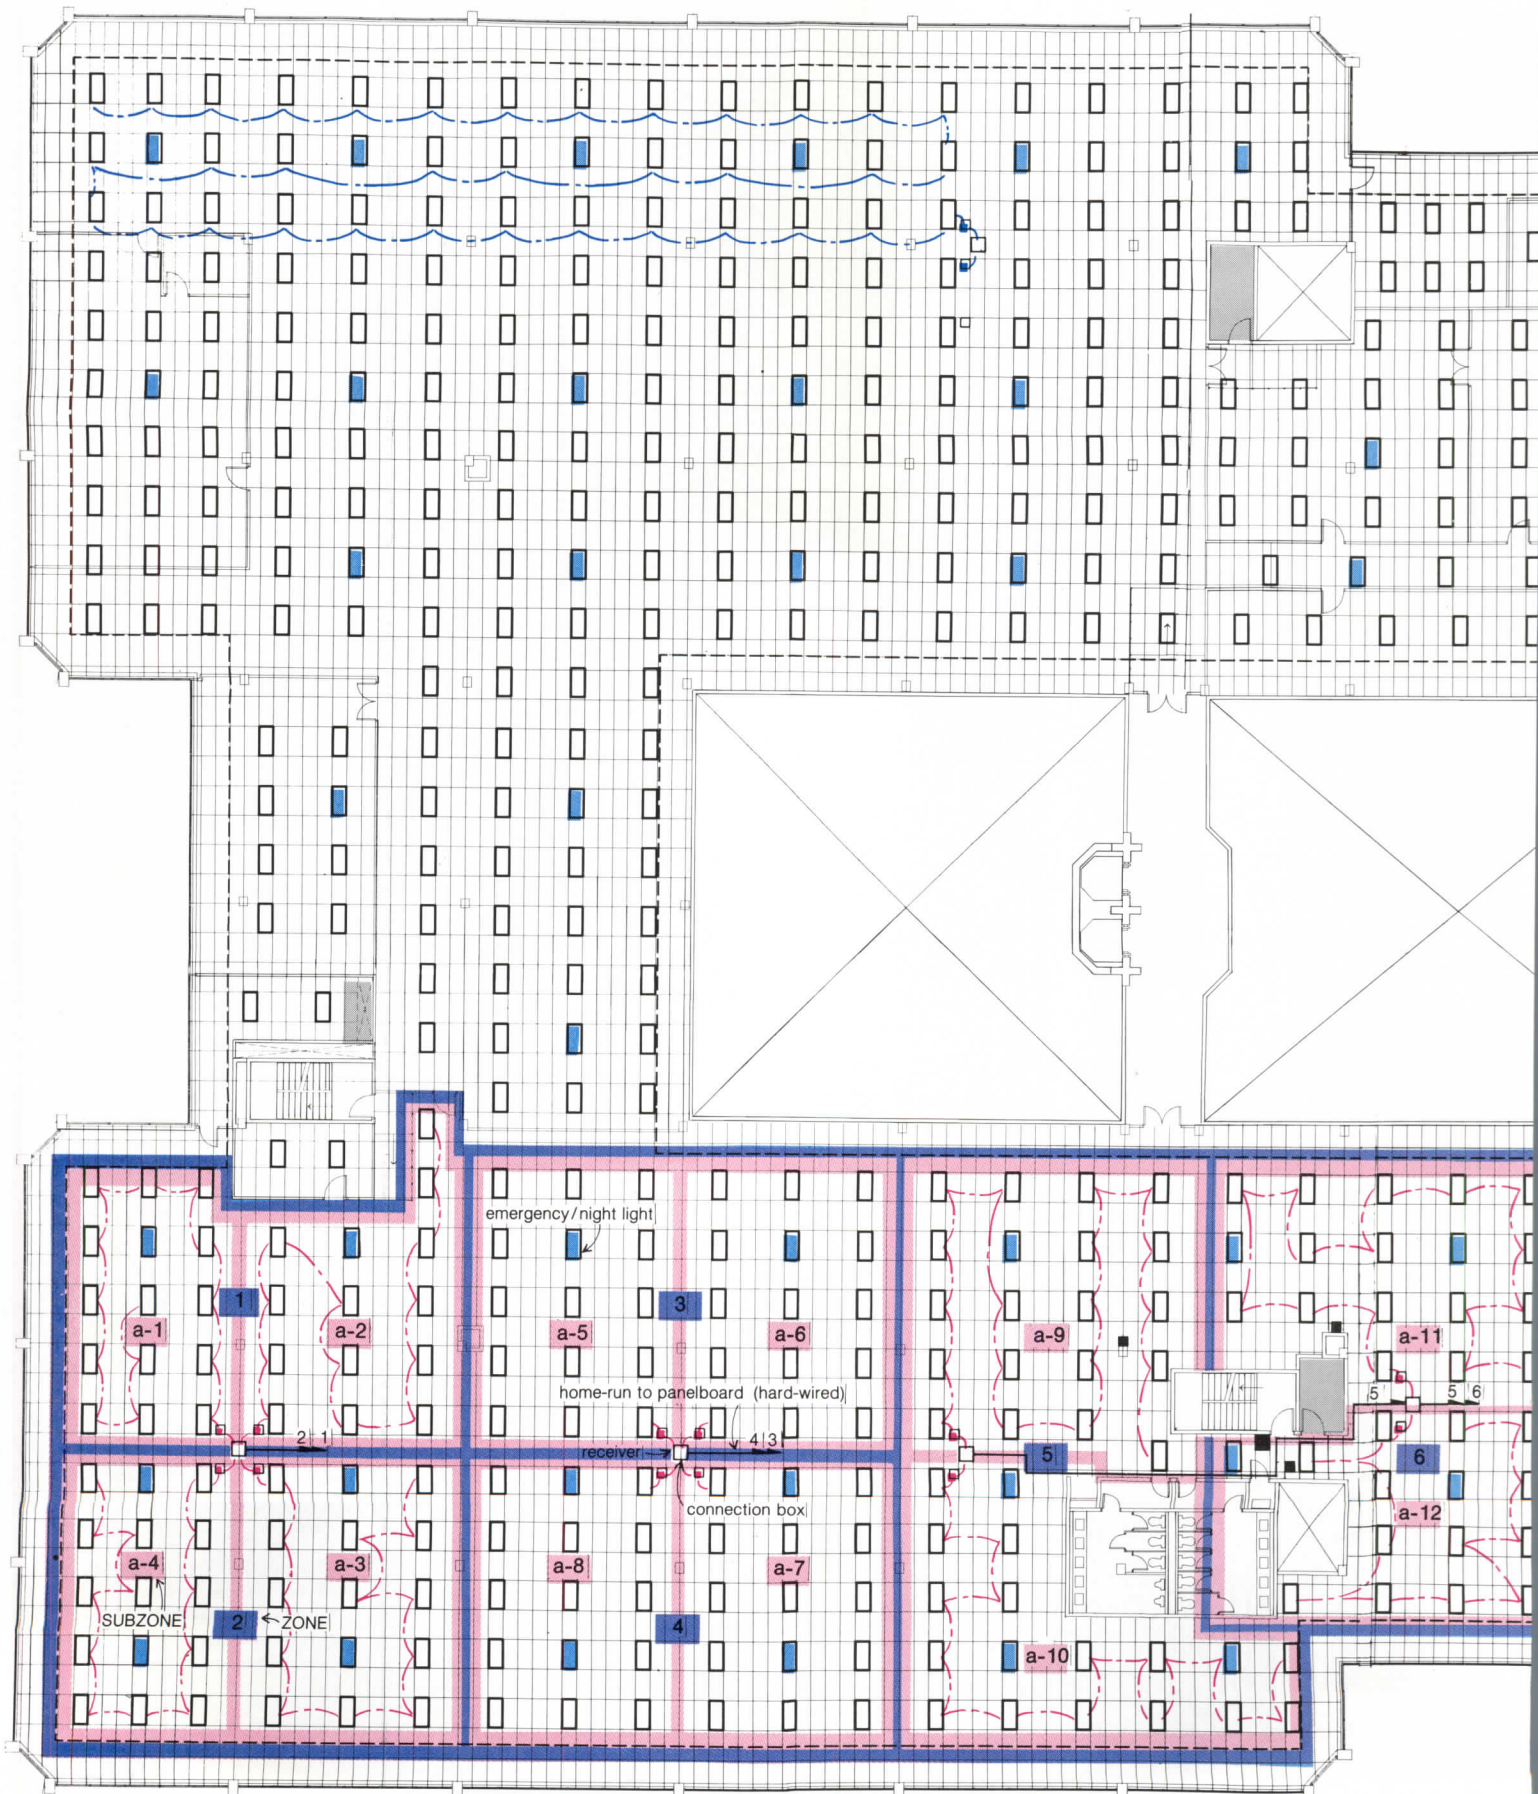 emergency/night light
1
3
a-1
a-2
a-5
a-6
a-9
a-11
home-run to panelboard (hard-wired)
5
5 6
2 1
receiver
4 3
5
6
connection box
a-12
a-4
a-3
a-8
a-7
SUBZONE
2
ZONE
4
a-10